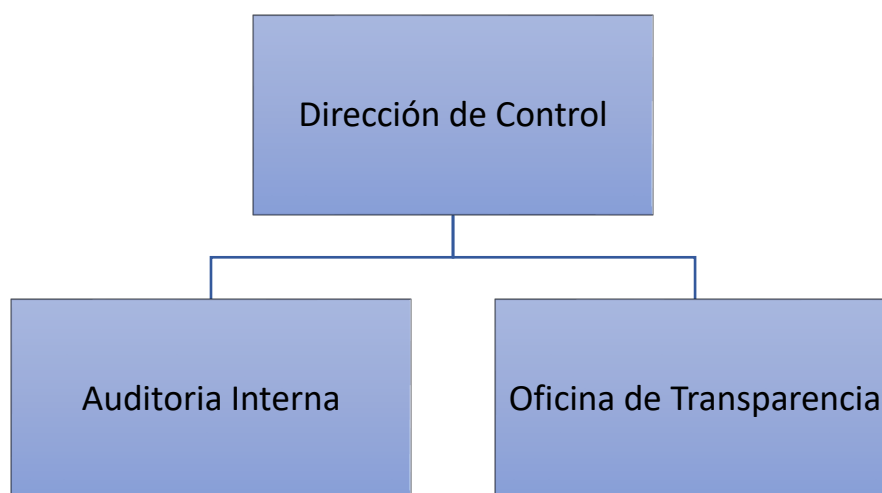 Dirección de Control
Auditoria Interna
Oficina de Transparencia